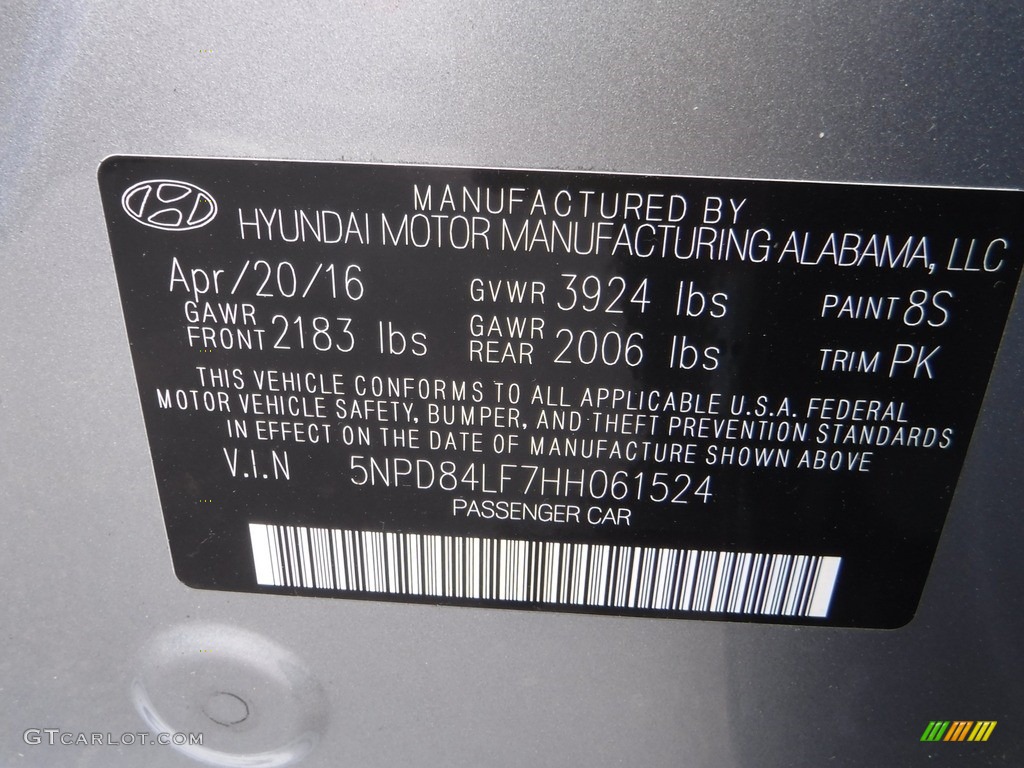 MANUFACTURED BY
HYUNDAI MOTOR MANUFACTURING ALABAMA, LLC
Apr/20/16 GVWR 3924 lbs PAINT 8S
GAWR FRONT 2183 lbs GAWR REAR 2006 lbs TRIM PK
THIS VEHICLE CONFORMS TO ALL APPLICABLE U.S.A. FEDERAL
MOTOR VEHICLE SAFETY, BUMPER, AND THEFT PREVENTION STANDARDS
IN EFFECT ON THE DATE OF MANUFACTURE SHOWN ABOVE
V.I.N 5NPD84LF7HH061524
PASSENGER CAR
GTCARLOT.COM